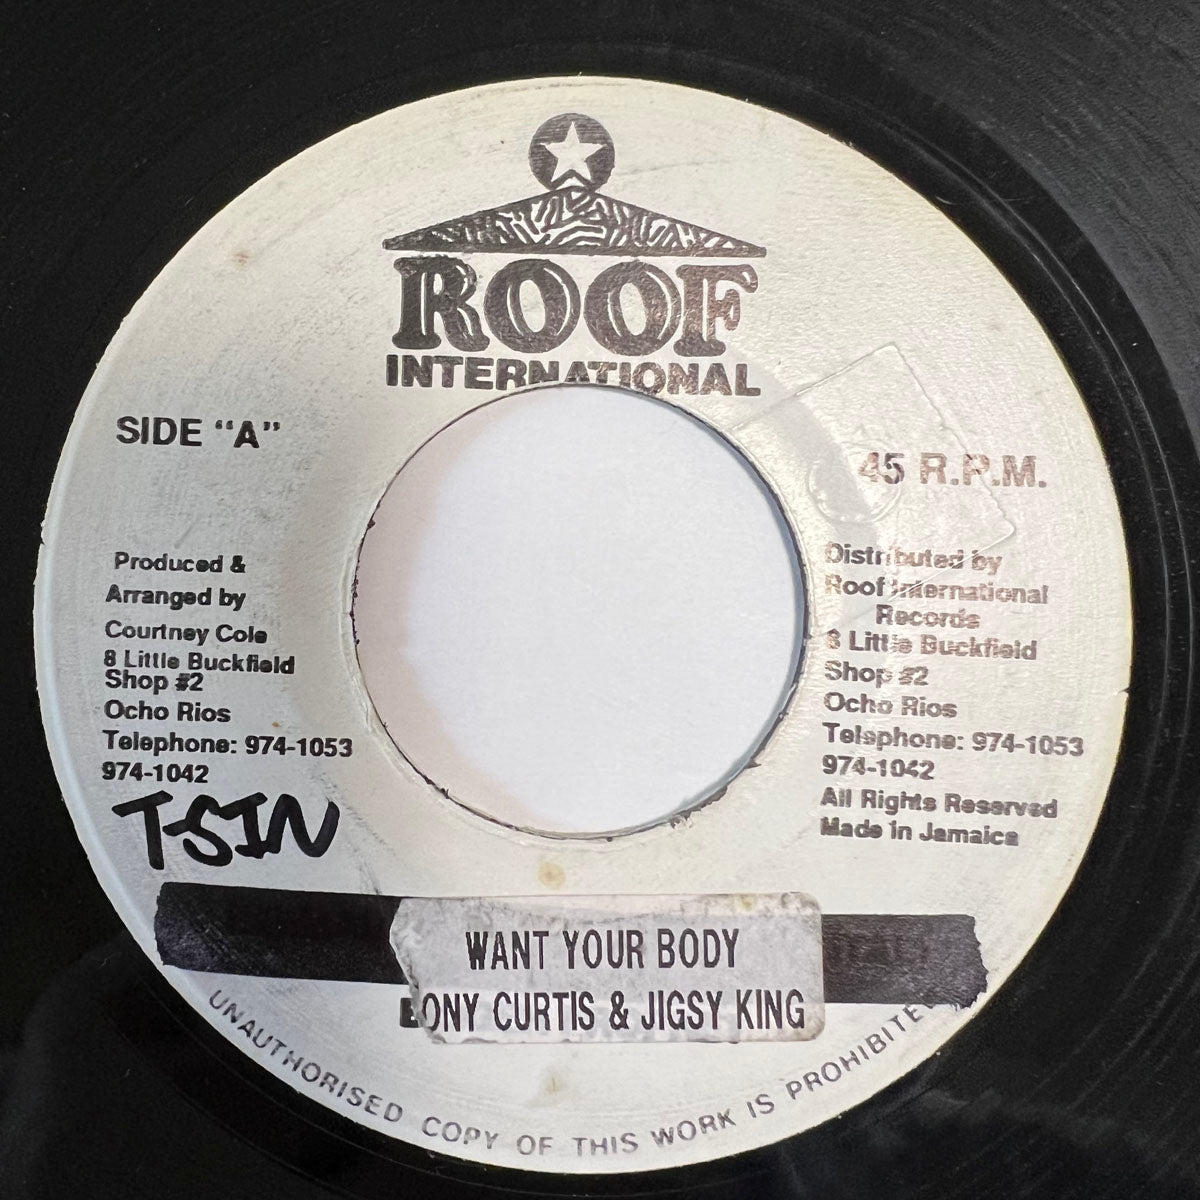 ROOF
INTERNATIONAL
SIDE "A"
45 R.P.M.
Produced &
Arranged by
Courtney Cole
8 Little Buckfield
Shop #2
Ocho Rios
Telephone: 974-1053
974-1042
TSIN
Distributed by
Roof International
Records
8 Little Buckfield
Shop #2
Ocho Rios
Telephone: 974-1053
974-1042
All Rights Reserved
Made in Jamaica
WANT YOUR BODY
ONY CURTIS & JIGSY KING
UNAUTHORISED COPY OF THIS WORK IS PROHIBITE